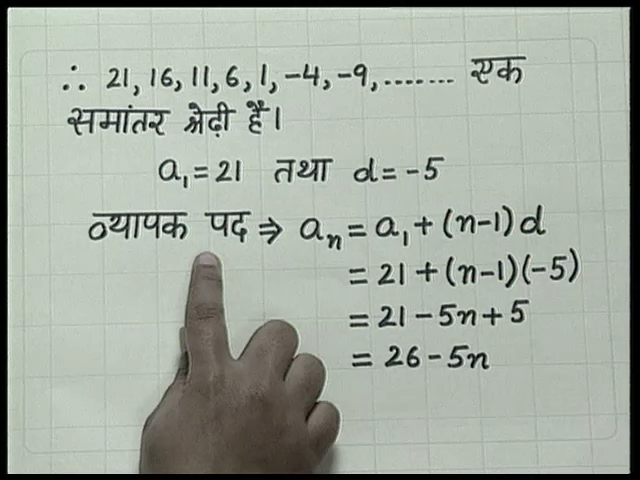 ∴ 21, 16, 11, 6, 1, -4, -9, ....... एक
समांतर श्रेढ़ी है।
a₁ = 21 तथा d = -5
व्यापक पद ⇒ aₙ = a₁ + (n-1) d
= 21 + (n-1)(-5)
= 21 - 5n + 5
= 26 - 5n